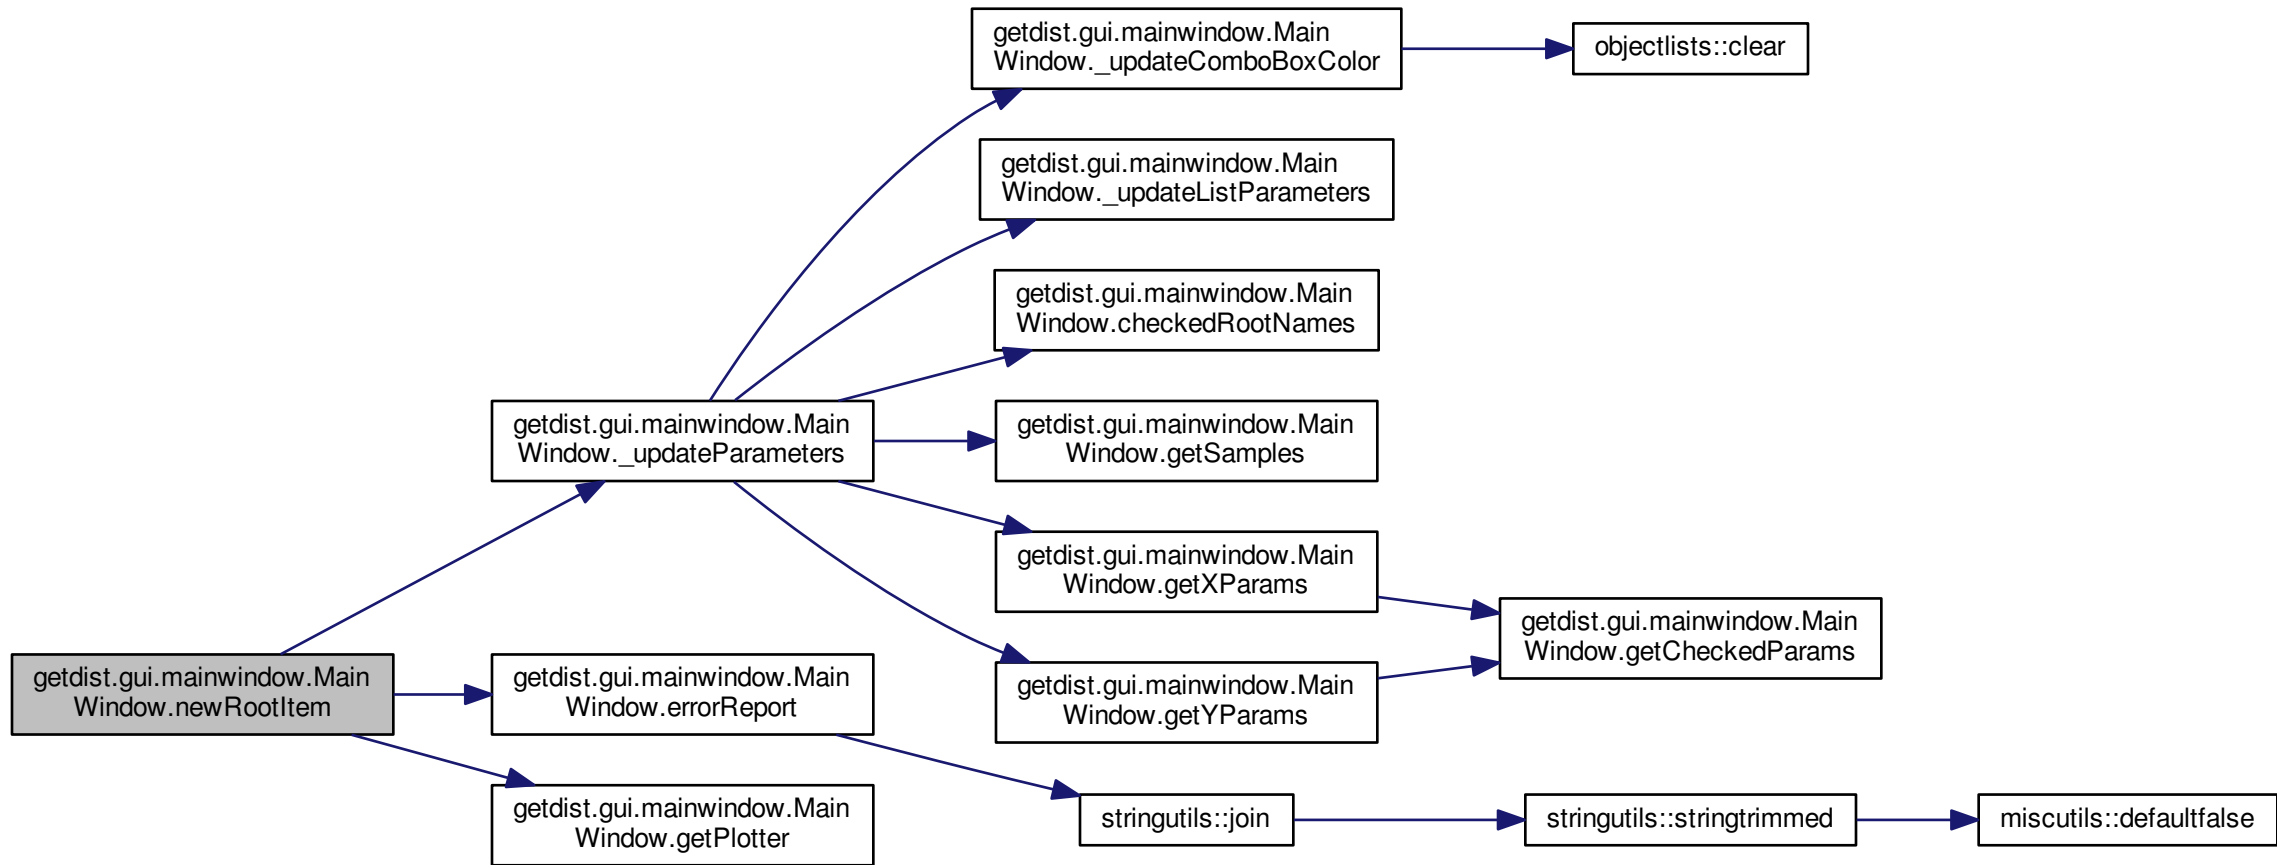 getdist.gui.mainwindow.Main
Window._updateComboBoxColor
objectlists::clear
getdist.gui.mainwindow.Main
Window._updateListParameters
getdist.gui.mainwindow.Main
Window.checkedRootNames
getdist.gui.mainwindow.Main
Window._updateParameters
getdist.gui.mainwindow.Main
Window.getSamples
getdist.gui.mainwindow.Main
Window.getXParams
getdist.gui.mainwindow.Main
Window.getCheckedParams
getdist.gui.mainwindow.Main
Window.newRootItem
getdist.gui.mainwindow.Main
Window.errorReport
getdist.gui.mainwindow.Main
Window.getYParams
getdist.gui.mainwindow.Main
Window.getPlotter
stringutils::join
stringutils::stringtrimmed
miscutils::defaultfalse